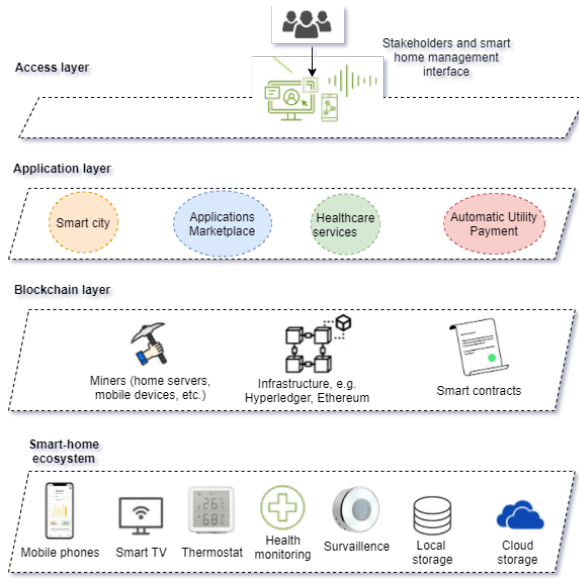 Stakeholders and smart
home management
interface
Access layer
Application layer
Smart city
Applications
Marketplace
Healthcare
services
Automatic Utility
Payment
Blockchain layer
Miners (home servers,
mobile devices, etc.)
Infrastructure, e.g.
Hyperledger, Ethereum
Smart contracts
Smart-home
ecosystem
Mobile phones
Smart TV
Thermostat
Health
monitoring
Survaillence
Local
storage
Cloud
storage